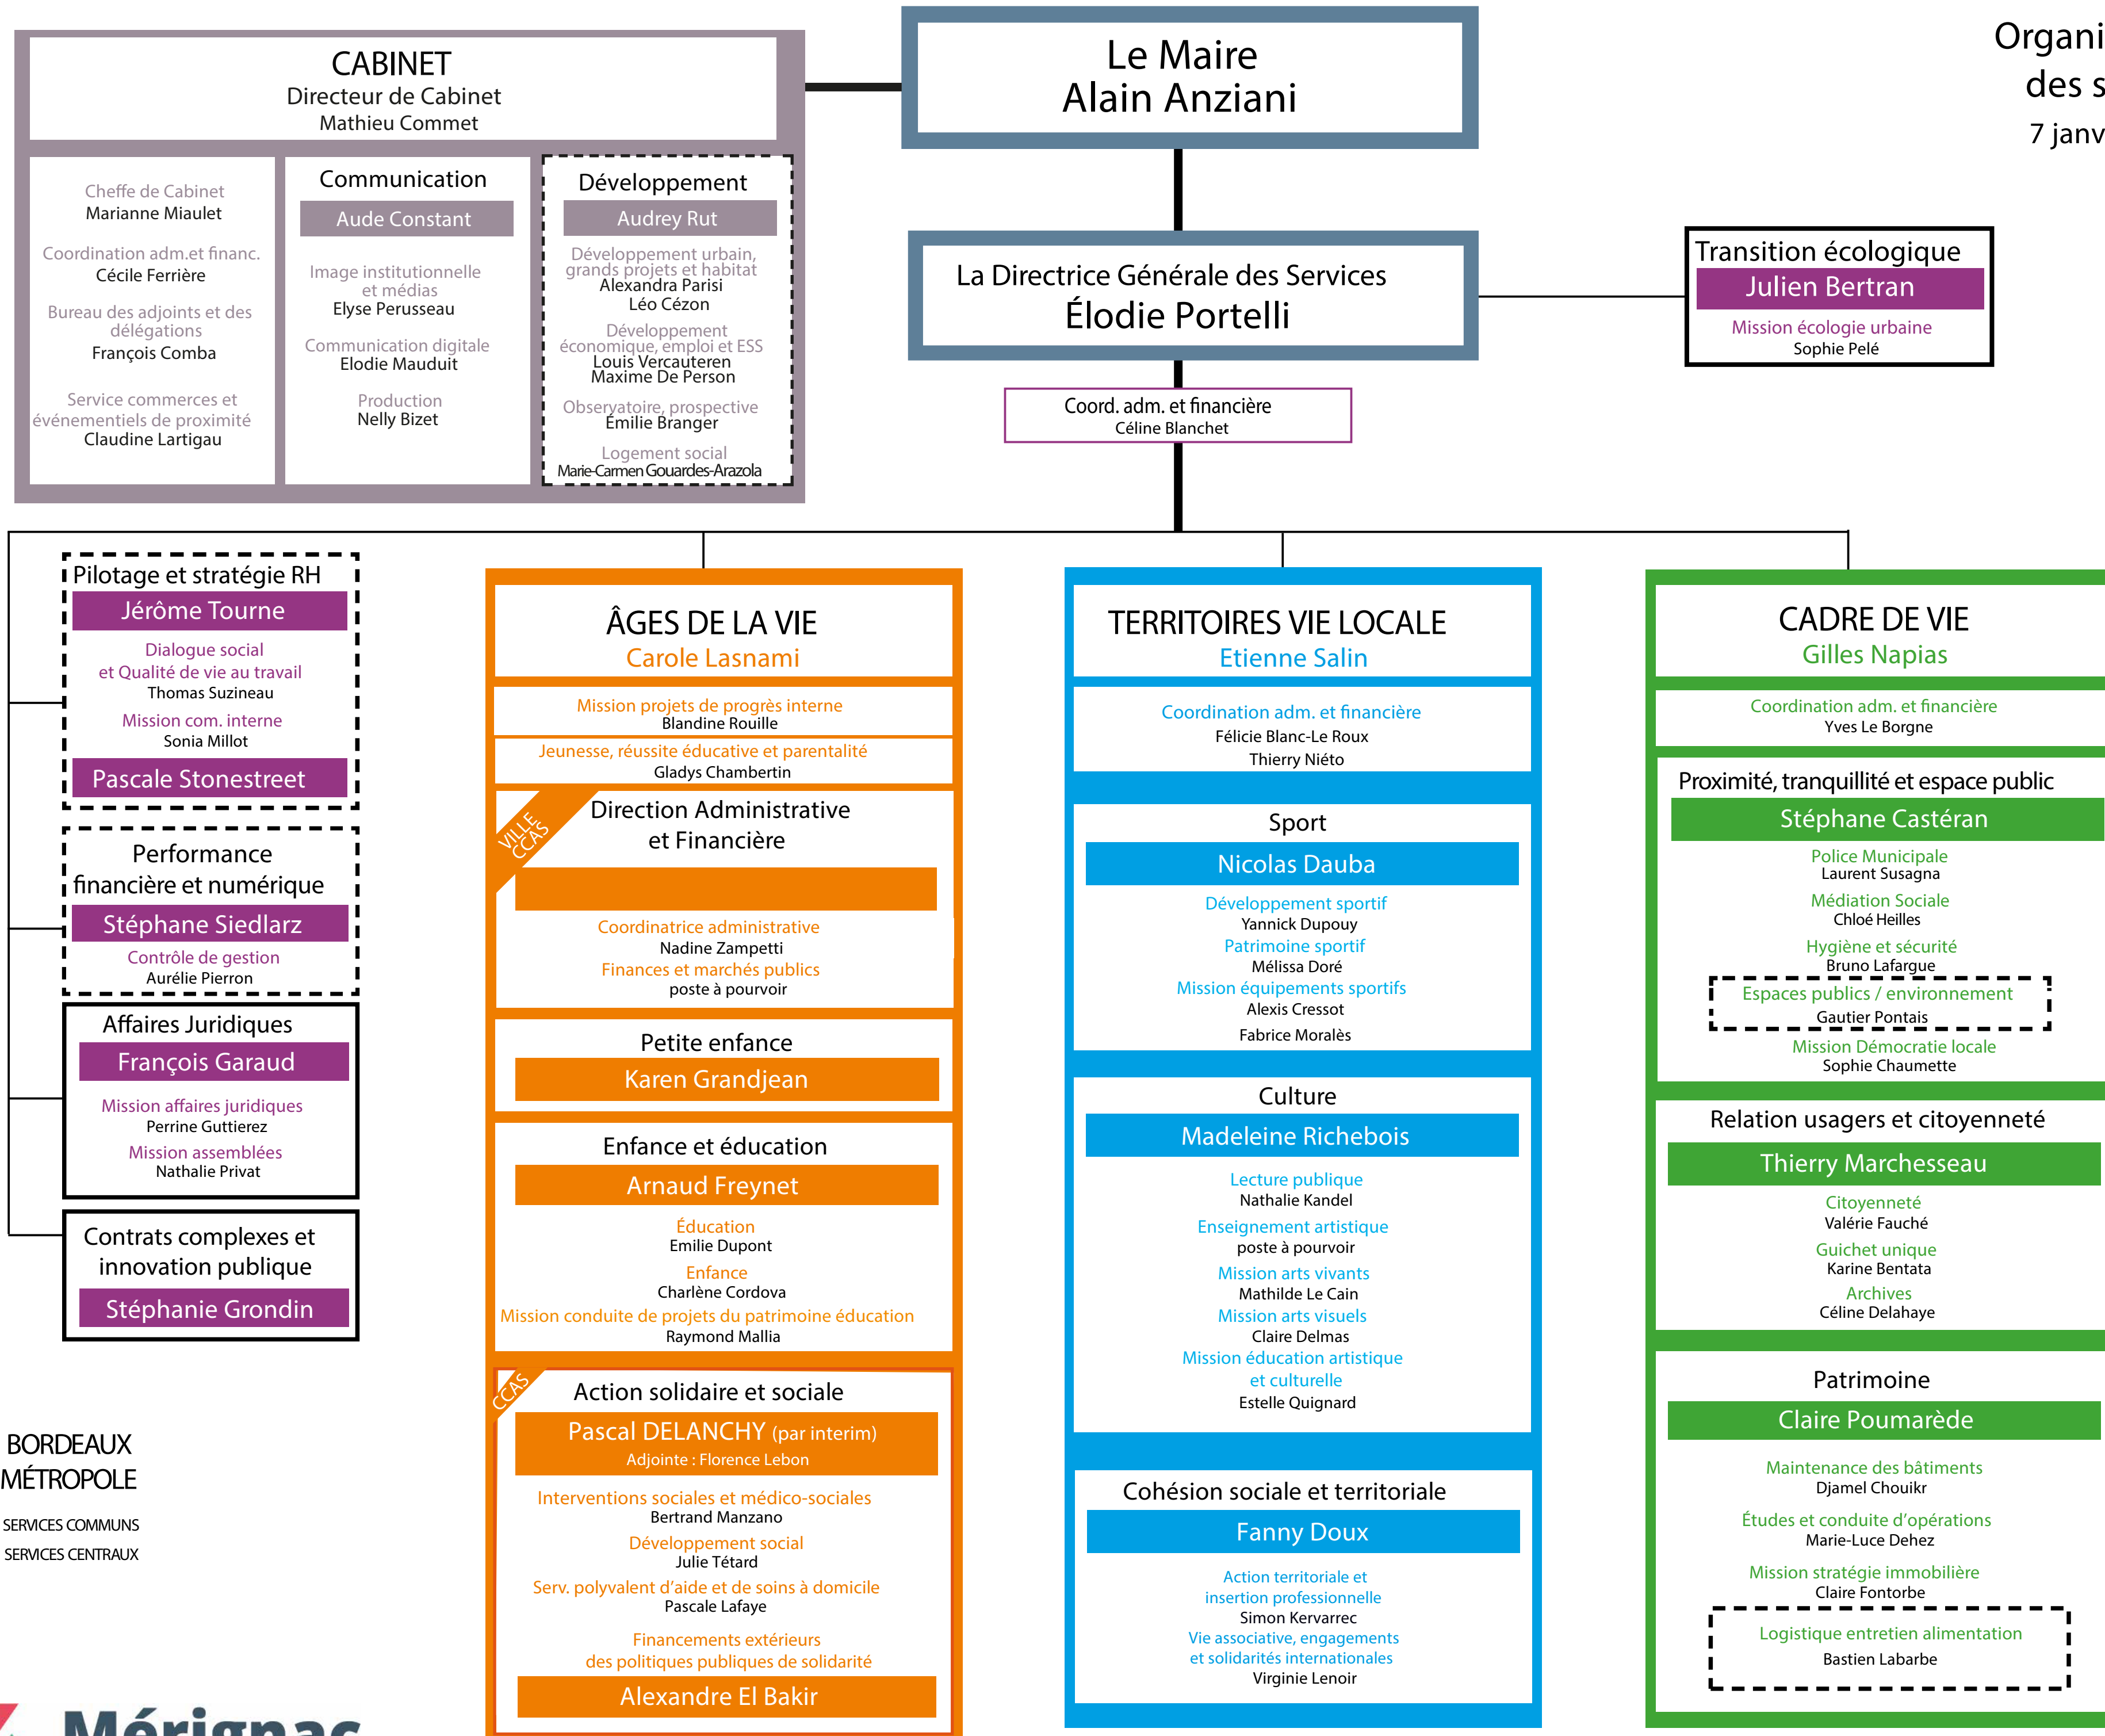 Organi
des s
7 janv
Le Maire
Alain Anziani
CABINET
Directeur de Cabinet
Mathieu Commet
Cheffe de Cabinet
Marianne Miaulet
Coordination adm.et financ.
Cécile Ferrière
Bureau des adjoints et des
délégations
François Comba
Service commerces et
événementiels de proximité
Claudine Lartigau
Communication
Aude Constant
Image institutionnelle
et médias
Elyse Perusseau
Communication digitale
Elodie Mauduit
Production
Nelly Bizet
Développement
Audrey Rut
Développement urbain,
grands projets et habitat
Alexandra Parisi
Léo Cézon
Développement
économique, emploi et ESS
Louis Vercauteren
Maxime De Person
Observatoire, prospective
Émilie Branger
Logement social
Marie-Carmen Gouardes-Arazola
La Directrice Générale des Services
Élodie Portelli
Transition écologique
Julien Bertran
Mission écologie urbaine
Sophie Pelé
Coord. adm. et financière
Céline Blanchet
Pilotage et stratégie RH
Jérôme Tourne
Dialogue social
et Qualité de vie au travail
Thomas Suzineau
Mission com. interne
Sonia Millot
Pascale Stonestreet
Performance
financière et numérique
Stéphane Siedlarz
Contrôle de gestion
Aurélie Pierron
Affaires Juridiques
François Garaud
Mission affaires juridiques
Perrine Guttierez
Mission assemblées
Nathalie Privat
Contrats complexes et
innovation publique
Stéphanie Grondin
BORDEAUX
MÉTROPOLE
SERVICES COMMUNS
SERVICES CENTRAUX
Mérignac
ÂGES DE LA VIE
Carole Lasnami
Mission projets de progrès interne
Blandine Rouille
Jeunesse, réussite éducative et parentalité
Gladys Chambertin
VILLE
CCAS
Direction Administrative
et Financière
Coordinatrice administrative
Nadine Zampetti
Finances et marchés publics
poste à pourvoir
Petite enfance
Karen Grandjean
Enfance et éducation
Arnaud Freynet
Éducation
Emilie Dupont
Enfance
Charlène Cordova
Mission conduite de projets du patrimoine éducation
Raymond Mallia
CCAS
Action solidaire et sociale
Pascal DELANCHY (par interim)
Adjointe : Florence Lebon
Interventions sociales et médico-sociales
Bertrand Manzano
Développement social
Julie Tétard
Serv. polyvalent d'aide et de soins à domicile
Pascale Lafaye
Financements extérieurs
des politiques publiques de solidarité
Alexandre El Bakir
TERRITOIRES VIE LOCALE
Etienne Salin
Coordination adm. et financière
Félicie Blanc-Le Roux
Thierry Niéto
Sport
Nicolas Dauba
Développement sportif
Yannick Dupouy
Patrimoine sportif
Mélissa Doré
Mission équipements sportifs
Alexis Cressot
Fabrice Moralès
Culture
Madeleine Richebois
Lecture publique
Nathalie Kandel
Enseignement artistique
poste à pourvoir
Mission arts vivants
Mathilde Le Cain
Mission arts visuels
Claire Delmas
Mission éducation artistique
et culturelle
Estelle Quignard
Cohésion sociale et territoriale
Fanny Doux
Action territoriale et
insertion professionnelle
Simon Kervarrec
Vie associative, engagements
et solidarités internationales
Virginie Lenoir
CADRE DE VIE
Gilles Napias
Coordination adm. et financière
Yves Le Borgne
Proximité, tranquillité et espace public
Stéphane Castéran
Police Municipale
Laurent Susagna
Médiation Sociale
Chloé Heilles
Hygiène et sécurité
Bruno Lafargue
Espaces publics / environnement
Gautier Pontais
Mission Démocratie locale
Sophie Chaumette
Relation usagers et citoyenneté
Thierry Marchesseau
Citoyenneté
Valérie Fauché
Guichet unique
Karine Bentata
Archives
Céline Delahaye
Patrimoine
Claire Poumarède
Maintenance des bâtiments
Djamel Chouikr
Études et conduite d'opérations
Marie-Luce Dehez
Mission stratégie immobilière
Claire Fontorbe
Logistique entretien alimentation
Bastien Labarbe